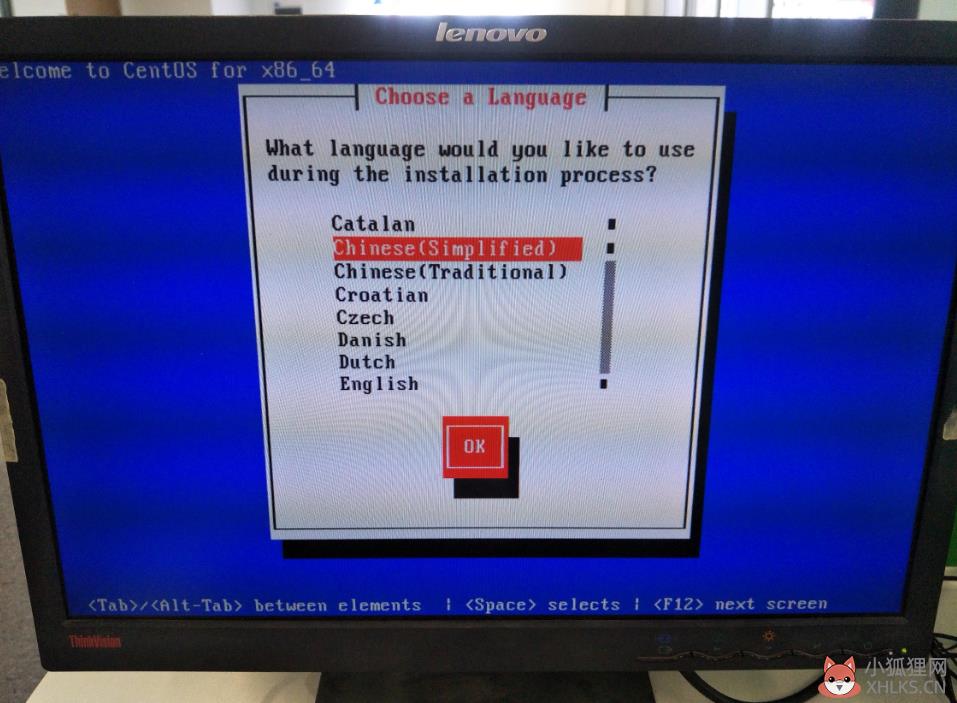 lenovo
elcome to CentOS for x86_64
Choose a Language
What language would you like to use
during the installation process?
Catalan
Chinese(Simplified)
Chinese(Traditional)
Croatian
Czech
Danish
Dutch
English
OK
<Tab>/<Alt-Tab> between elements | <Space> selects | <F12> next screen
ThinkVision
小狐狸网
XHLKS.CN